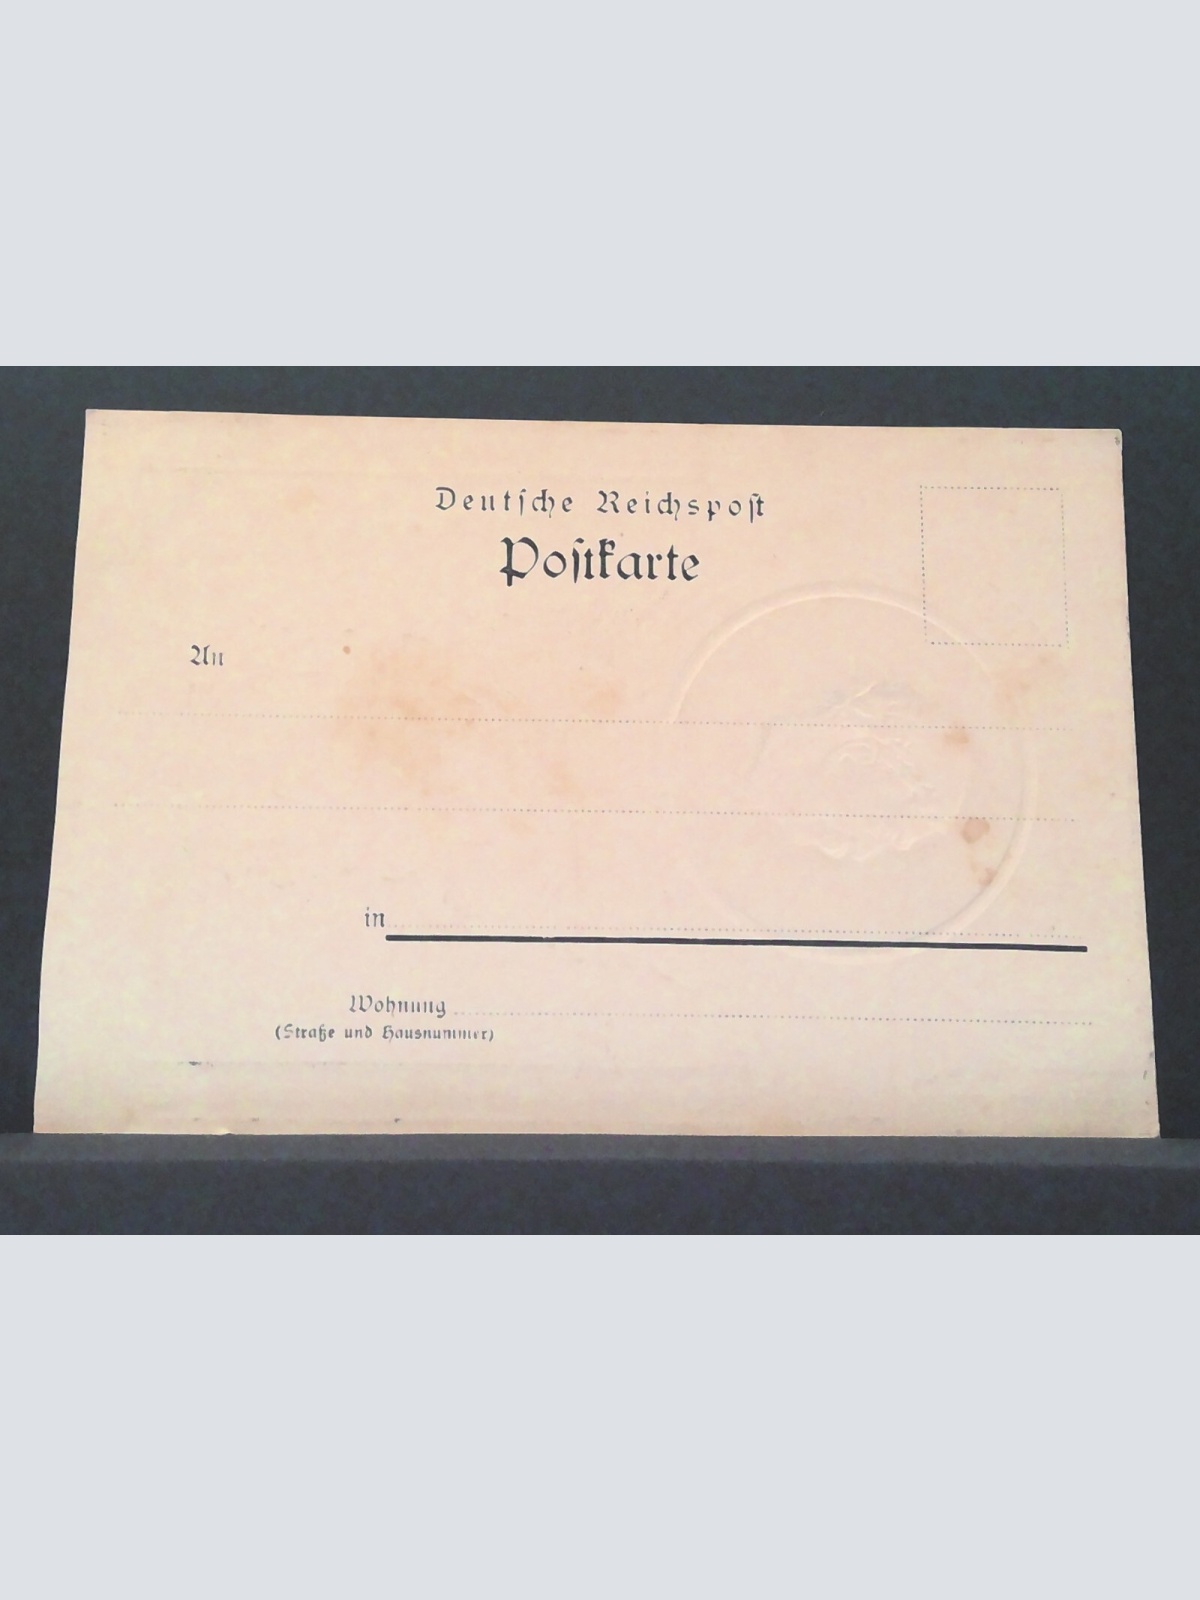 Deutſche Reichspoſt
Poſtkarte
An
in
Wohnung
(Straße und Hausnummer)